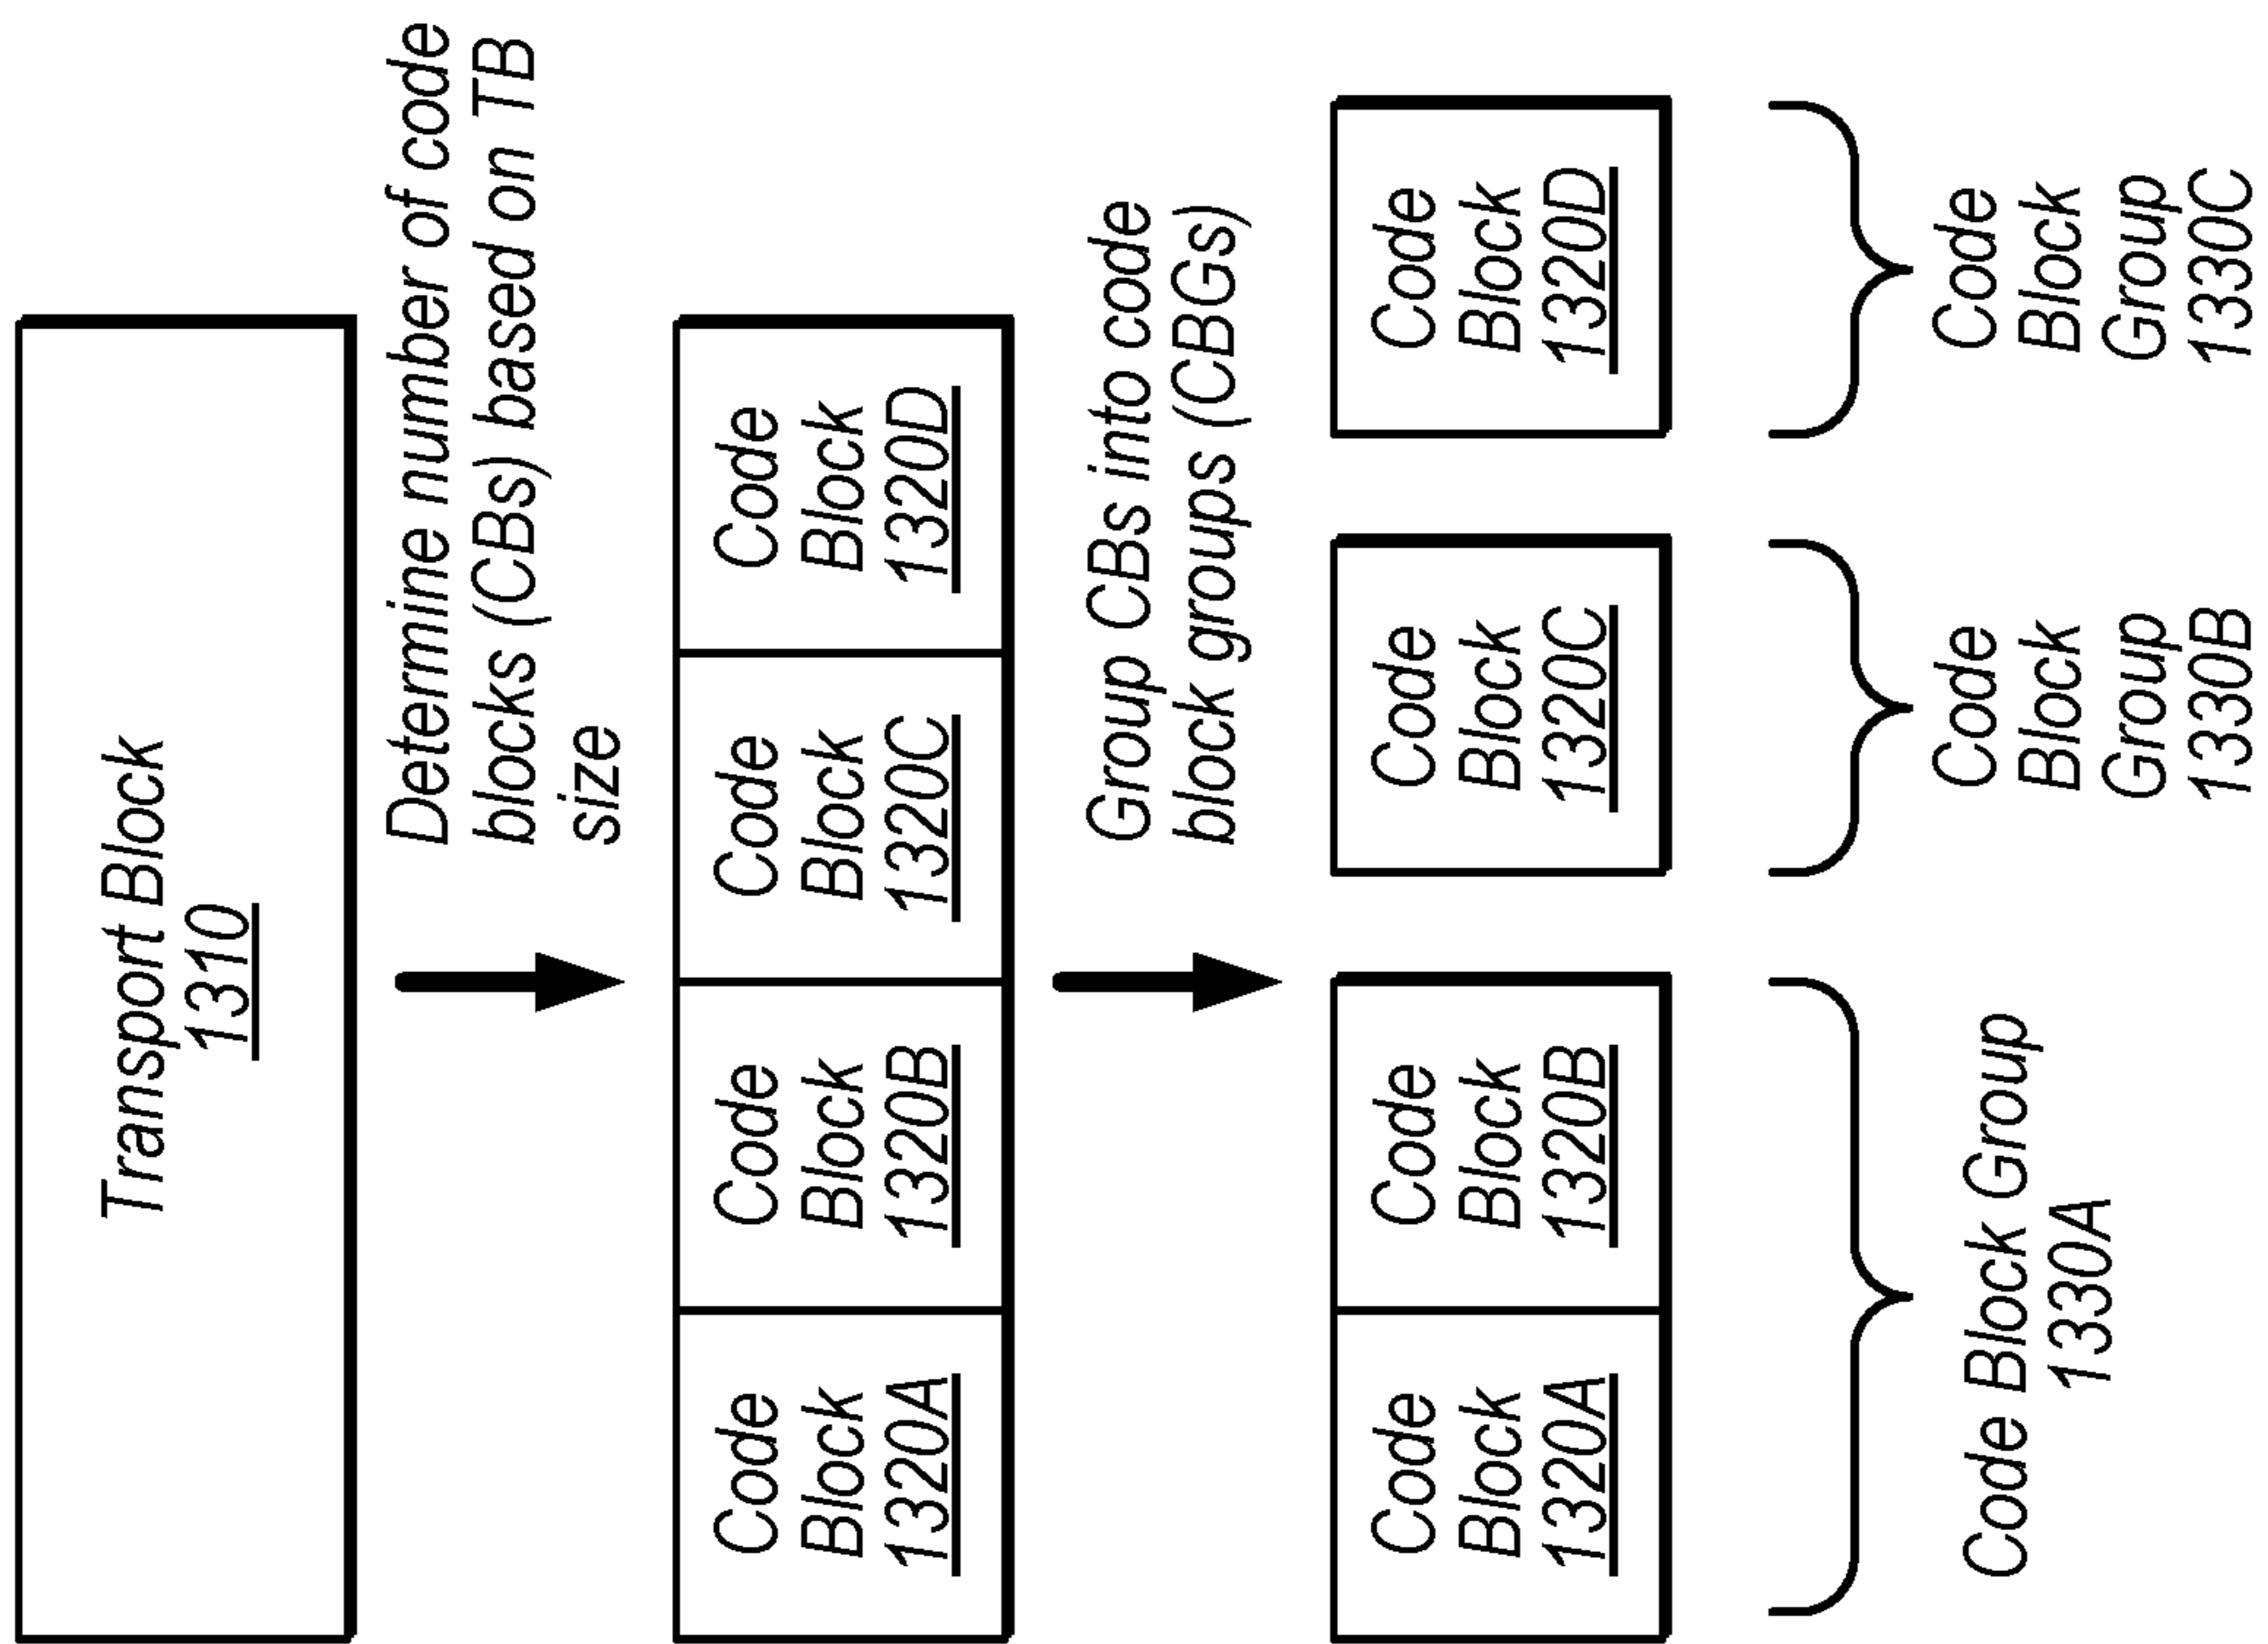 Transport Block
1310
Determine number of code
blocks (CBs) based on TB
size
Code
Block
1320A
Code
Block
1320B
Code
Block
1320C
Code
Block
1320D
Group CBs into code
block groups (CBGs)
Code
Block
1320A
Code
Block
1320B
Code
Block
1320C
Code
Block
1320D
Code Block Group
1330A
Code
Block
Group
1330B
Code
Block
Group
1330C